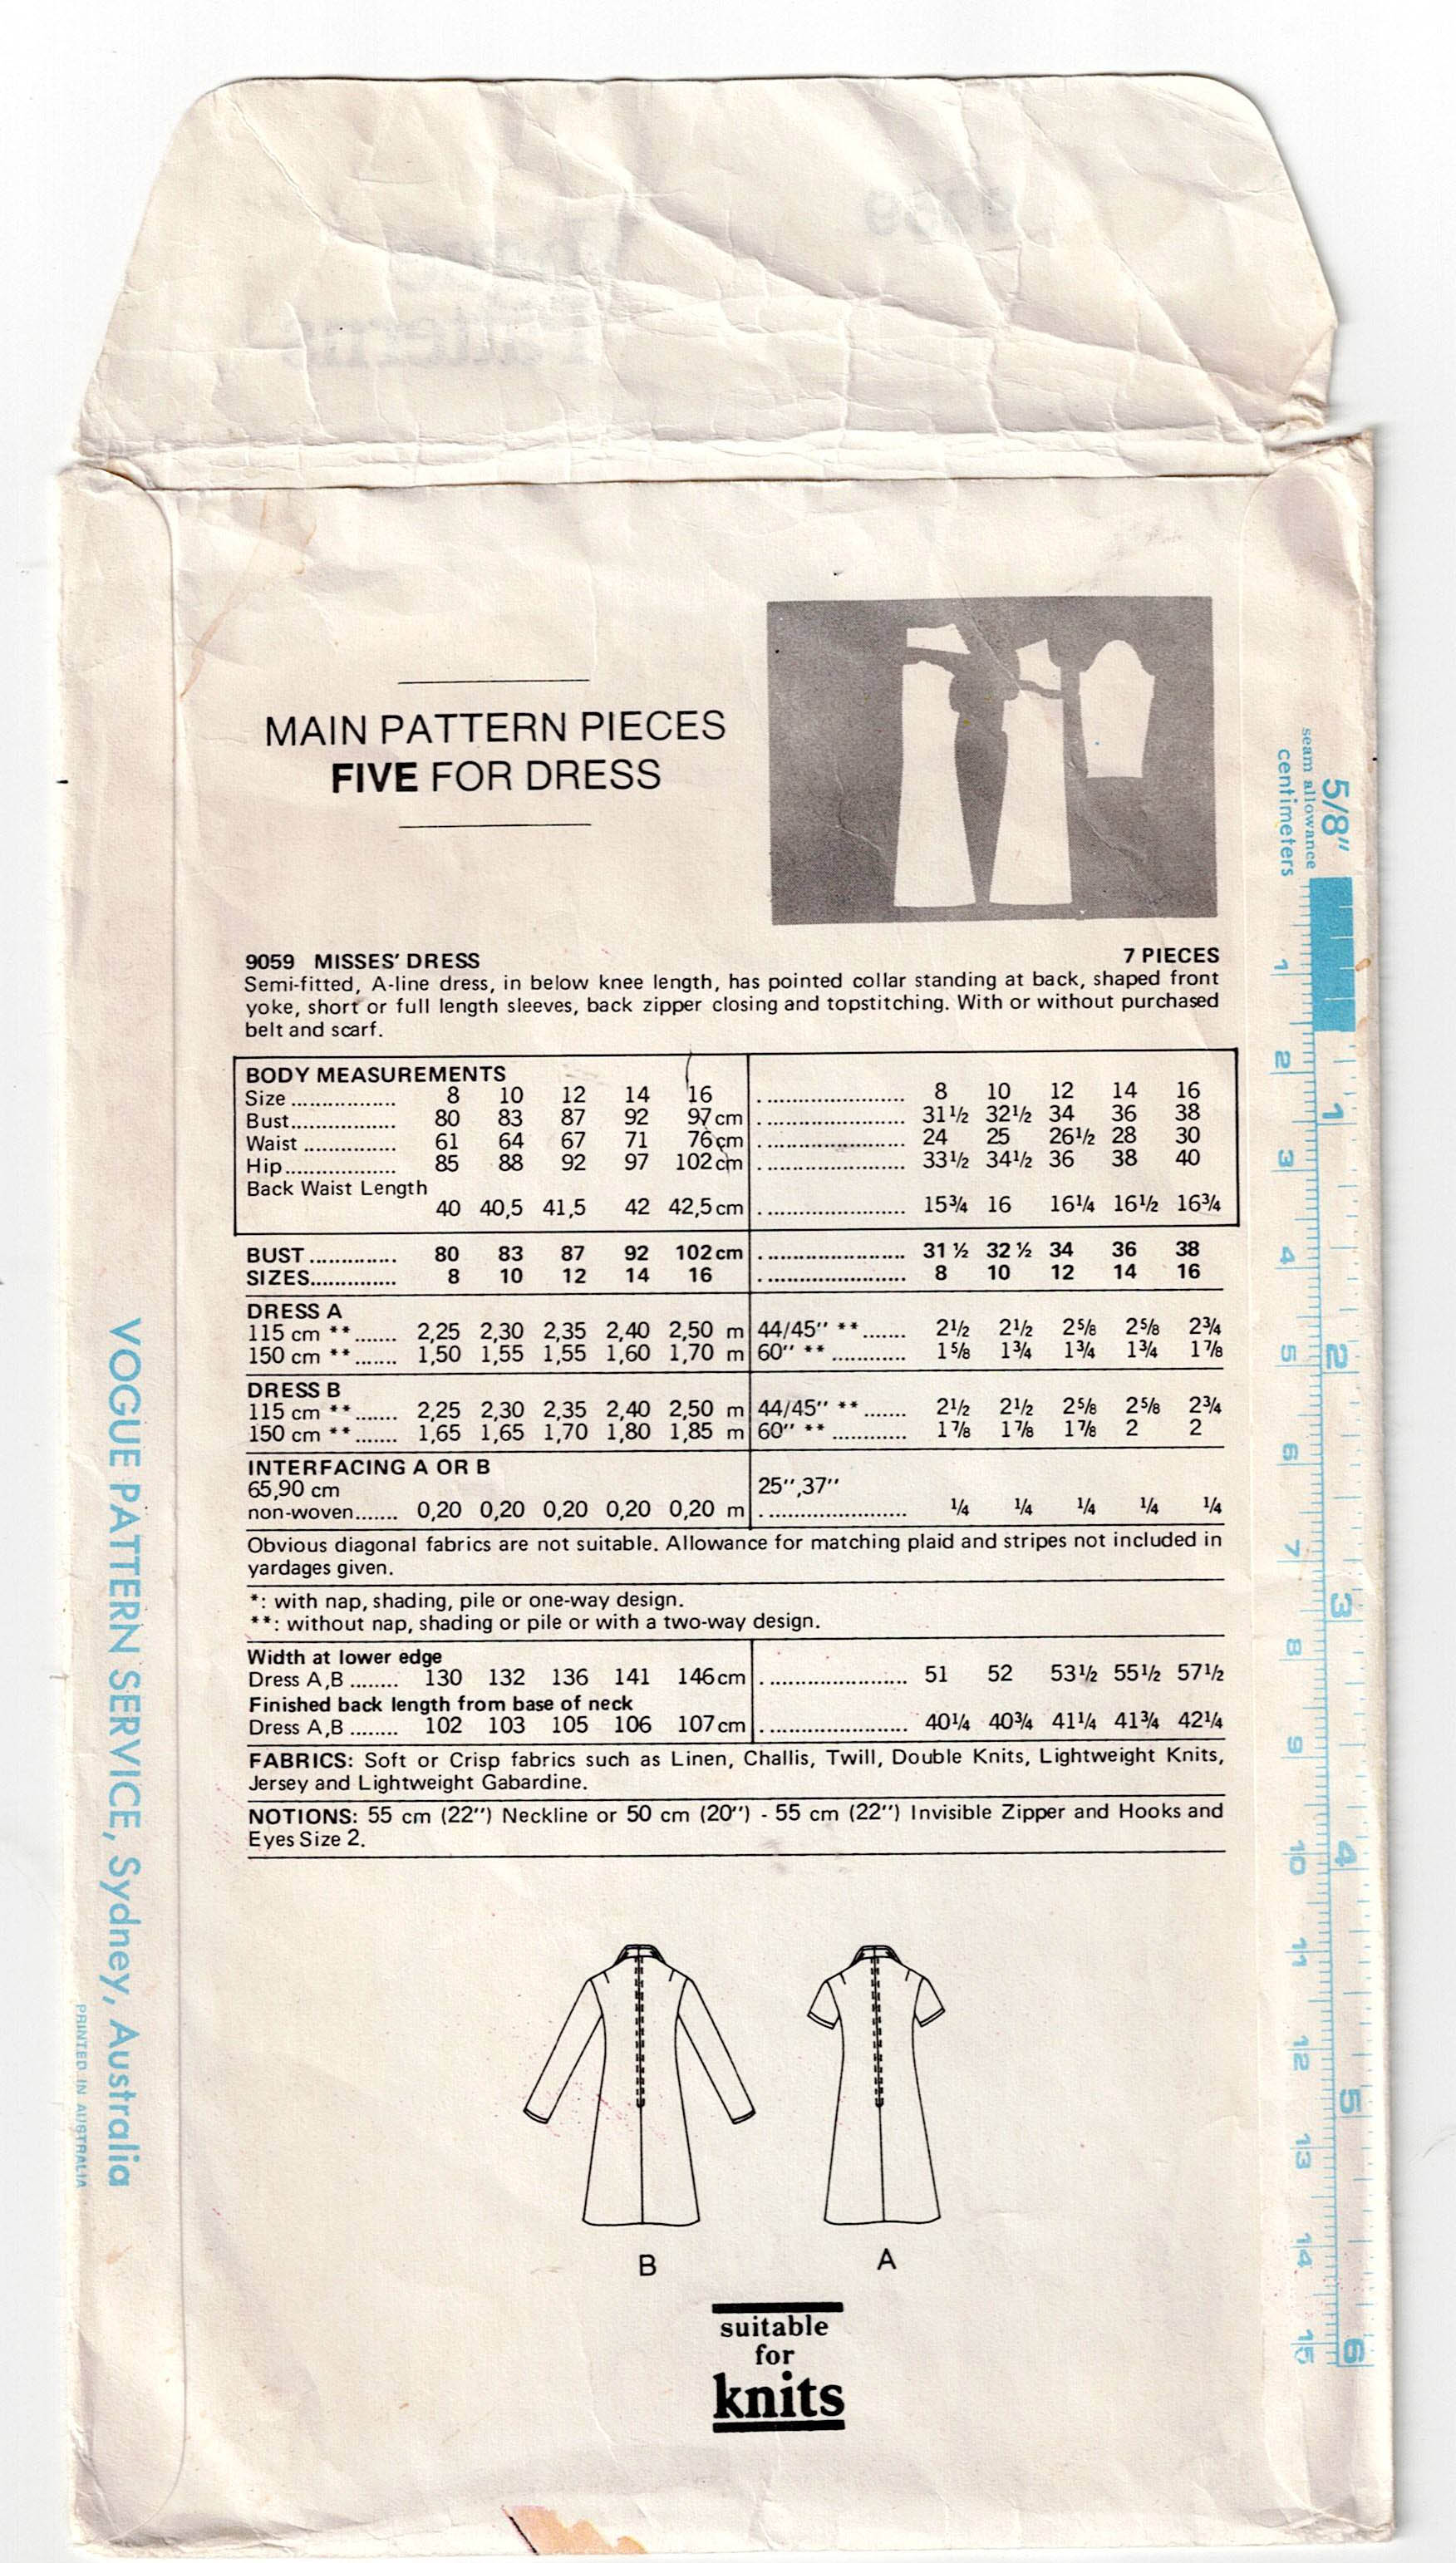 MAIN PATTERN PIECES
FIVE FOR DRESS
9059 MISSES' DRESS 7 PIECES
Semi-fitted, A-line dress, in below knee length, has pointed collar standing at back, shaped front
yoke, short or full length sleeves, back zipper closing and topstitching. With or without purchased
belt and scarf.
BODY MEASUREMENTS
Size ................. 8 10 12 14 16 ........................ 8 10 12 14 16
Bust.................. 80 83 87 92 97 cm ........................ 31½ 32½ 34 36 38
Waist ................ 61 64 67 71 76 cm ........................ 24 25 26½ 28 30
Hip................... 85 88 92 97 102 cm ........................ 33½ 34½ 36 38 40
Back Waist Length
40 40,5 41,5 42 42,5 cm ........................ 15¾ 16 16¼ 16½ 16¾
BUST .............. 80 83 87 92 102 cm ........................ 31 ½ 32 ½ 34 36 38
SIZES.............. 8 10 12 14 16 ........................ 8 10 12 14 16
DRESS A
115 cm **....... 2,25 2,30 2,35 2,40 2,50 m 44/45'' **....... 2½ 2½ 2⅝ 2⅝ 2¾
150 cm **....... 1,50 1,55 1,55 1,60 1,70 m 60'' ** ............ 1⅝ 1¾ 1¾ 1¾ 1⅞
DRESS B
115 cm **....... 2,25 2,30 2,35 2,40 2,50 m 44/45'' ** ....... 2½ 2½ 2⅝ 2⅝ 2¾
150 cm **....... 1,65 1,65 1,70 1,80 1,85 m 60'' ** ............ 1⅞ 1⅞ 1⅞ 2 2
INTERFACING A OR B
65,90 cm 25'',37''
non-woven....... 0,20 0,20 0,20 0,20 0,20 m ........................ ¼ ¼ ¼ ¼ ¼
Obvious diagonal fabrics are not suitable. Allowance for matching plaid and stripes not included in
yardages given.
*: with nap, shading, pile or one-way design.
**: without nap, shading or pile or with a two-way design.
Width at lower edge
Dress A,B ........ 130 132 136 141 146 cm ........................ 51 52 53½ 55½ 57½
Finished back length from base of neck
Dress A,B ........ 102 103 105 106 107 cm ........................ 40¼ 40¾ 41¼ 41¾ 42¼
FABRICS: Soft or Crisp fabrics such as Linen, Challis, Twill, Double Knits, Lightweight Knits,
Jersey and Lightweight Gabardine.
NOTIONS: 55 cm (22'') Neckline or 50 cm (20'') - 55 cm (22'') Invisible Zipper and Hooks and
Eyes Size 2.
B A
suitable
for
knits
VOGUE PATTERN SERVICE, Sydney, Australia
PRINTED IN AUSTRALIA
5/8''
seam allowance
centimeters
1 2 3 4 5 6 7 8 9 10 11 12 13 14 15
1 2 3 4 5 6